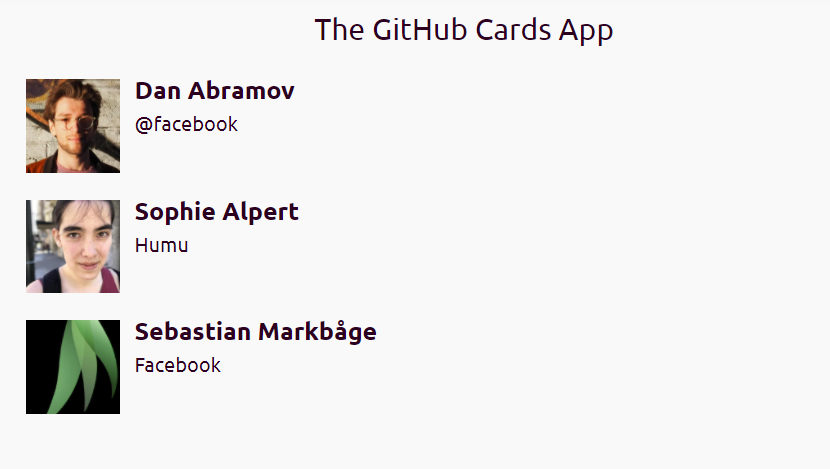 The GitHub Cards App
Dan Abramov
@facebook
Sophie Alpert
Humu
Sebastian Markbåge
Facebook